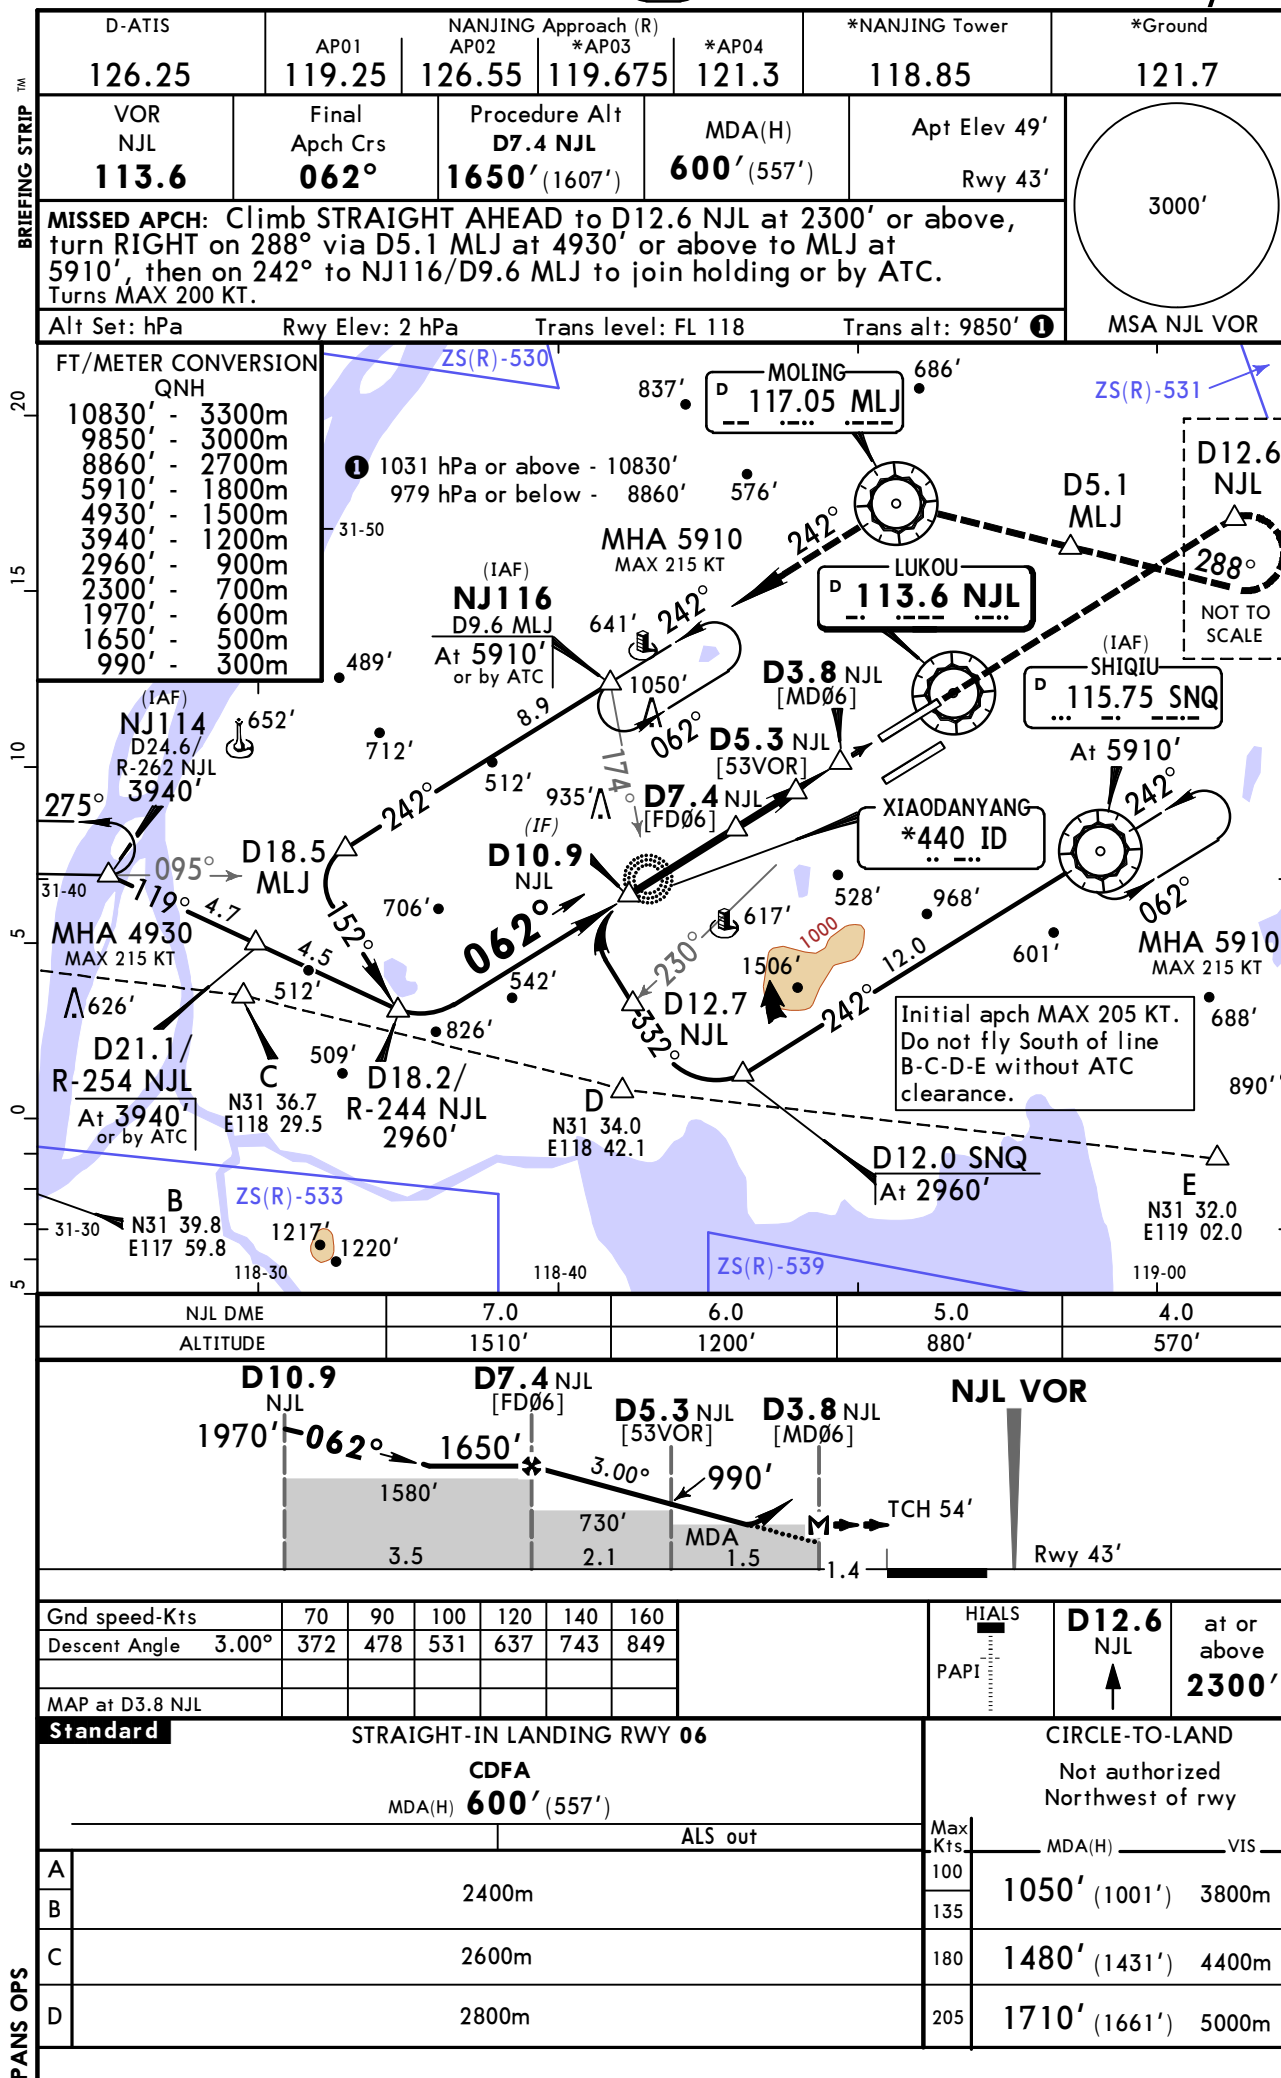 D-ATIS
126.25
NANJING Approach (R)
AP01 AP02 *AP03 *AP04
119.25 126.55 119.675 121.3
*NANJING Tower
118.85
*Ground
121.7
BRIEFING STRIP TM
VOR
NJL
113.6
Final
Apch Crs
062°
Procedure Alt
D7.4 NJL
1650' (1607')
MDA(H)
600' (557')
Apt Elev 49'
Rwy 43'
3000'
MSA NJL VOR
MISSED APCH: Climb STRAIGHT AHEAD to D12.6 NJL at 2300' or above,
turn RIGHT on 288° via D5.1 MLJ at 4930' or above to MLJ at
5910', then on 242° to NJ116/D9.6 MLJ to join holding or by ATC.
Turns MAX 200 KT.
Alt Set: hPa Rwy Elev: 2 hPa Trans level: FL 118 Trans alt: 9850' 1
FT/METER CONVERSION
QNH
10830' - 3300m
9850' - 3000m
8860' - 2700m
5910' - 1800m
4930' - 1500m
3940' - 1200m
2960' - 900m
2300' - 700m
1970' - 600m
1650' - 500m
990' - 300m
ZS(R)-530
837'
MOLING
D 117.05 MLJ
686'
ZS(R)-531
1 1031 hPa or above - 10830'
979 hPa or below - 8860'
576'
D5.1
MLJ
D12.6
NJL
288°
NOT TO
SCALE
31-50
MHA 5910
MAX 215 KT
242°
LUKOU
D 113.6 NJL
(IAF)
NJ116
D9.6 MLJ
At 5910'
or by ATC
641'
242°
1050'
062°
(IAF)
SHIQIU
D 115.75 SNQ
At 5910'
489'
(IAF)
NJ114
D24.6/
R-262 NJL
3940'
652'
712'
8.9
512'
242°
174°
935'
D3.8 NJL
[MD06]
D5.3 NJL
[53VOR]
D7.4 NJL
[FD06]
(IF)
D10.9
NJL
XIAODANYANG
*440 ID
242°
062°
275°
095°
D18.5
MLJ
31-40
119°
4.7
MHA 4930
MAX 215 KT
152°
706'
062°
528'
968'
617'
230°
1000
1506'
12.0
601'
MHA 5910
MAX 215 KT
4.5
512'
542'
626'
D12.7
NJL
332°
242°
688'
826'
D21.1/
R-254 NJL
At 3940'
or by ATC
C
N31 36.7
E118 29.5
509'
D18.2/
R-244 NJL
2960'
D
N31 34.0
E118 42.1
Initial apch MAX 205 KT.
Do not fly South of line
B-C-D-E without ATC
clearance.
890'
D12.0 SNQ
At 2960'
E
N31 32.0
E119 02.0
ZS(R)-533
B
N31 39.8
E117 59.8
31-30
1217'
1220'
ZS(R)-539
118-30 118-40 119-00
20
15
10
5
0
5
NJL DME 7.0 6.0 5.0 4.0
ALTITUDE 1510' 1200' 880' 570'
D10.9
NJL
D7.4 NJL
[FD06]
D5.3 NJL
[53VOR]
D3.8 NJL
[MD06]
NJL VOR
1970' 062° 1650' 3.00° 990'
1580'
730'
MDA
M
TCH 54'
3.5 2.1 1.5 1.4
Rwy 43'
Gnd speed-Kts 70 90 100 120 140 160
Descent Angle 3.00° 372 478 531 637 743 849
MAP at D3.8 NJL
HIALS
PAPI
D12.6
NJL
at or
above
2300'
Standard
STRAIGHT-IN LANDING RWY 06
CDFA
MDA(H) 600' (557')
ALS out
A
B
2400m
C 2600m
D 2800m
CIRCLE-TO-LAND
Not authorized
Northwest of rwy
Max
Kts
MDA(H) VIS
100
135
1050' (1001') 3800m
180 1480' (1431') 4400m
205 1710' (1661') 5000m
PANS OPS